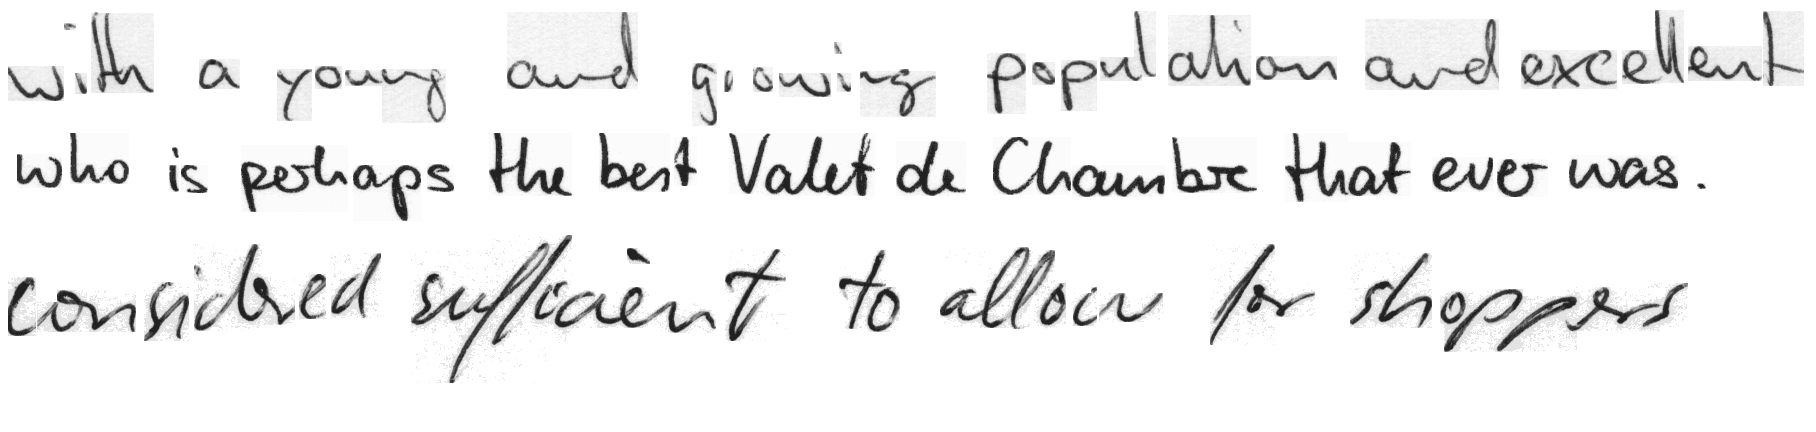 with a young and growing population and excellent
who is perhaps the best Valet de Chambre that ever was.
considered sufficient to allow for shoppers